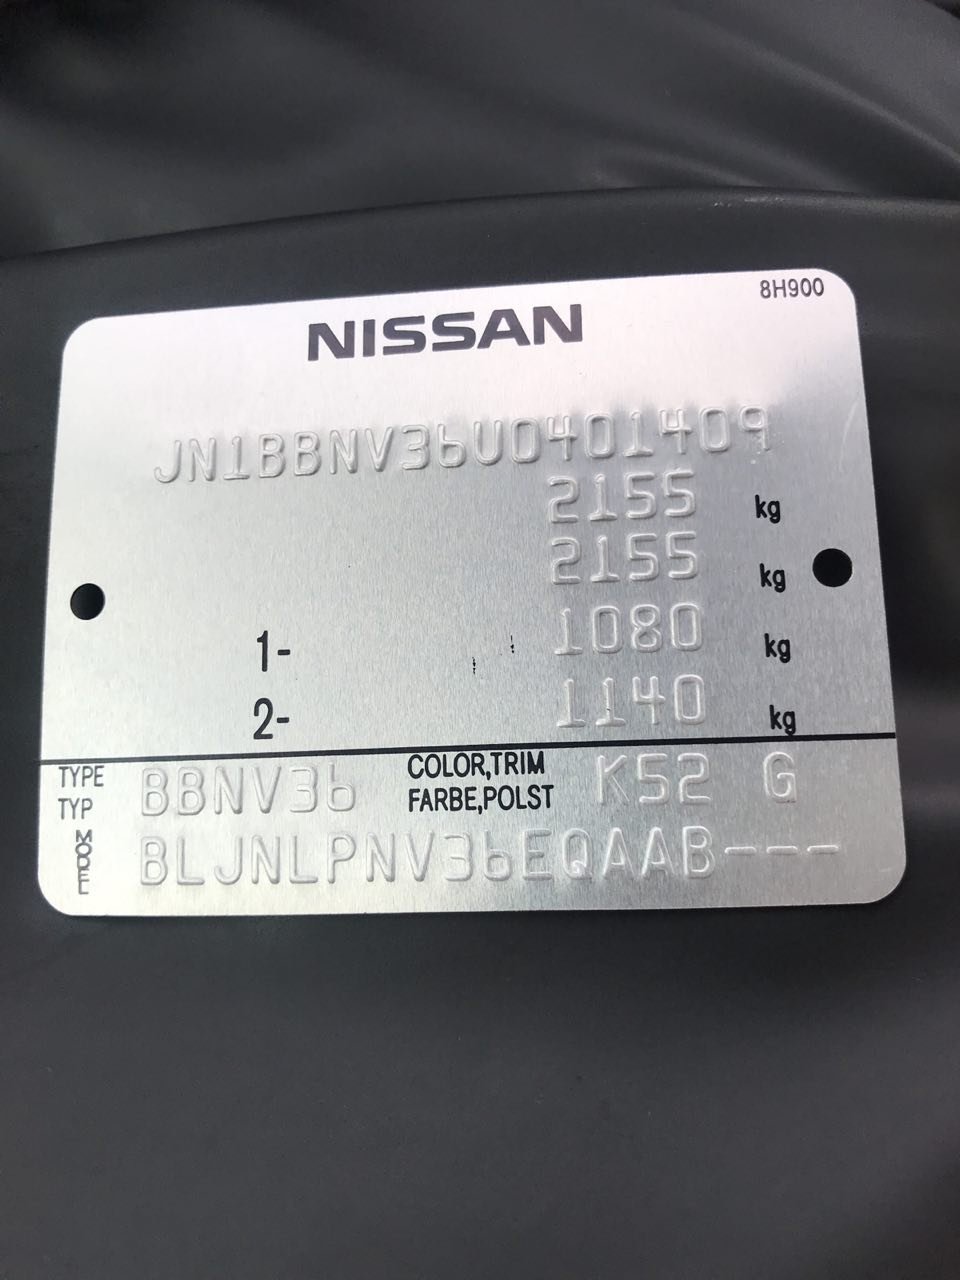 8H900
NISSAN
JN1BBNV36U0401409
2155 kg
2155 kg
1- 1080 kg
2- 1140 kg
TYPE
TYP
BBNV36
COLOR,TRIM
FARBE,POLST
K52 G
MODEL
BLJNLPNV36EQAAB---